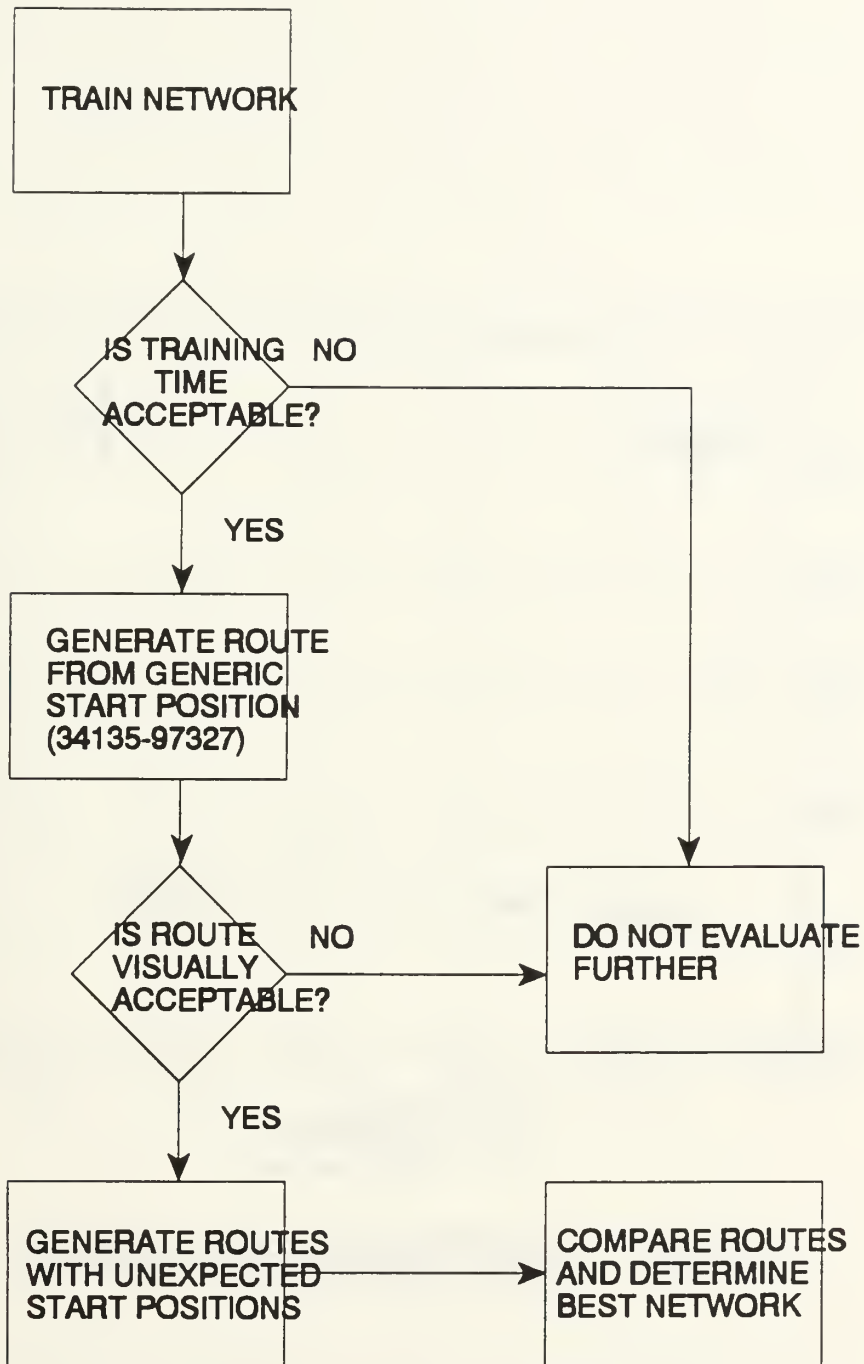 TRAIN NETWORK
IS TRAINING
TIME
ACCEPTABLE?
NO
YES
GENERATE ROUTE
FROM GENERIC
START POSITION
(34135-97327)
IS ROUTE
VISUALLY
ACCEPTABLE?
NO
DO NOT EVALUATE
FURTHER
YES
GENERATE ROUTES
WITH UNEXPECTED
START POSITIONS
COMPARE ROUTES
AND DETERMINE
BEST NETWORK